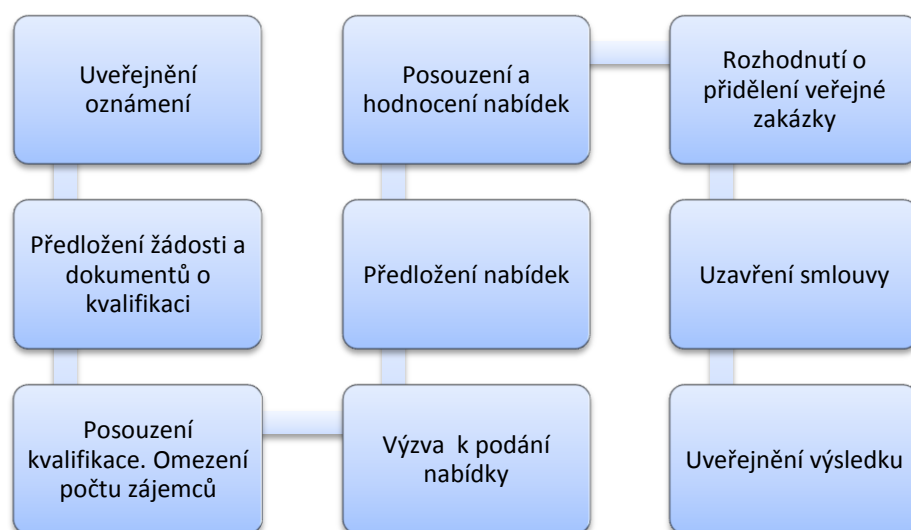 Uveřejnění
oznámení
Předložení žádosti a
dokumentů o
kvalifikaci
Posouzení
kvalifikace. Omezení
počtu zájemců
Výzva  k podání
nabídky
Předložení nabídek
Posouzení a
hodnocení nabídek
Rozhodnutí o
přidělení veřejné
zakázky
Uzavření smlouvy
Uveřejnění výsledku